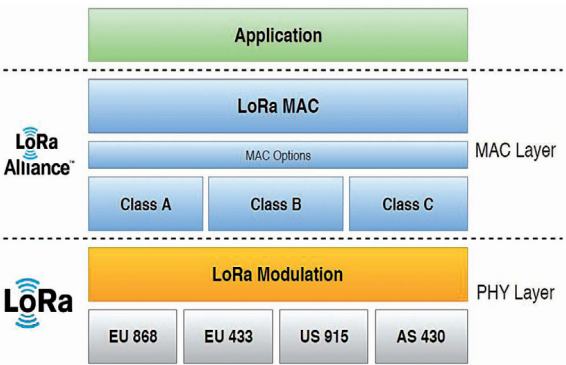 Application
LoRa MAC
LoRa
Alliance™
MAC Options
MAC Layer
Class A
Class B
Class C
LoRa Modulation
LoRa
PHY Layer
EU 868
EU 433
US 915
AS 430